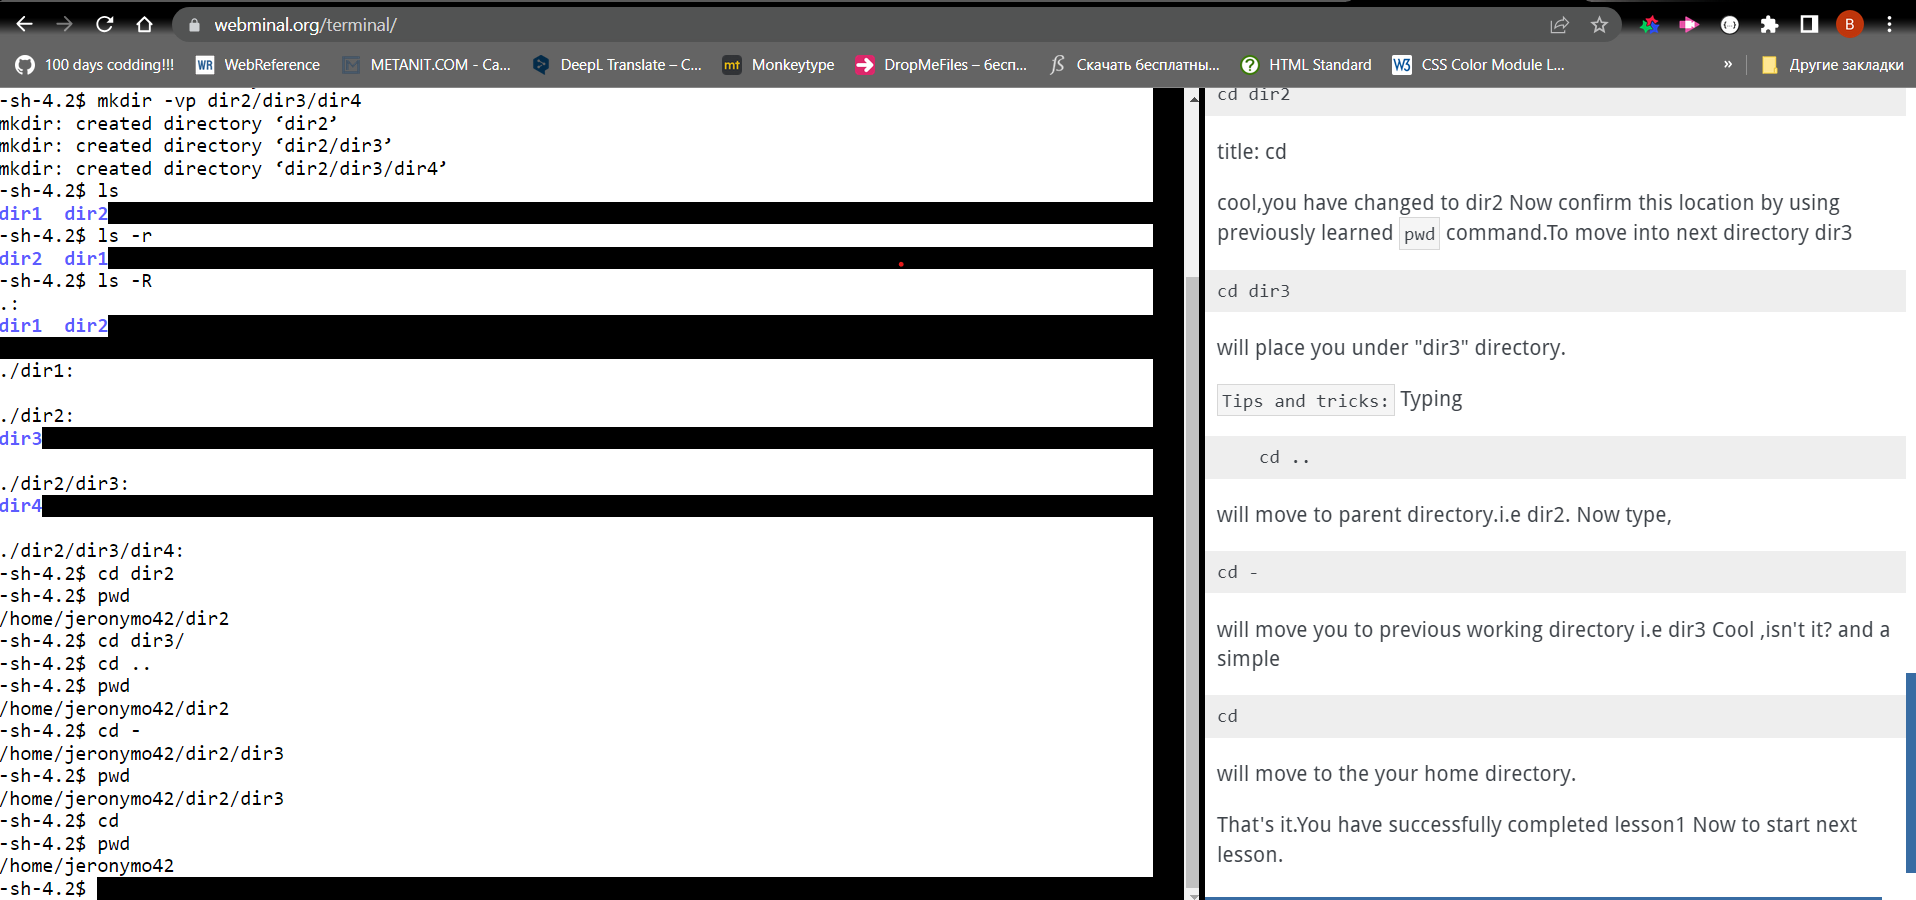 webminal.org/terminal/
B
100 days codding!!!
WR WebReference
METANIT.COM - Ca...
DeepL Translate – C...
mt Monkeytype
DropMeFiles – бесп...
ƒS Скачать бесплатны...
HTML Standard
W3 CSS Color Module L...
»
Другие закладки
-sh-4.2$ mkdir -vp dir2/dir3/dir4
mkdir: created directory ‘dir2’
mkdir: created directory ‘dir2/dir3’
mkdir: created directory ‘dir2/dir3/dir4’
-sh-4.2$ ls
dir1  dir2
-sh-4.2$ ls -r
dir2  dir1
-sh-4.2$ ls -R
.:
dir1  dir2
./dir1:
./dir2:
dir3
./dir2/dir3:
dir4
./dir2/dir3/dir4:
-sh-4.2$ cd dir2
-sh-4.2$ pwd
/home/jeronymo42/dir2
-sh-4.2$ cd dir3/
-sh-4.2$ cd ..
-sh-4.2$ pwd
/home/jeronymo42/dir2
-sh-4.2$ cd -
/home/jeronymo42/dir2/dir3
-sh-4.2$ pwd
/home/jeronymo42/dir2/dir3
-sh-4.2$ cd
-sh-4.2$ pwd
/home/jeronymo42
-sh-4.2$
cd dir2
title: cd
cool,you have changed to dir2 Now confirm this location by using
previously learned pwd command.To move into next directory dir3
cd dir3
will place you under "dir3" directory.
Tips and tricks: Typing
cd ..
will move to parent directory.i.e dir2. Now type,
cd -
will move you to previous working directory i.e dir3 Cool ,isn't it? and a
simple
cd
will move to the your home directory.
That's it.You have successfully completed lesson1 Now to start next
lesson.